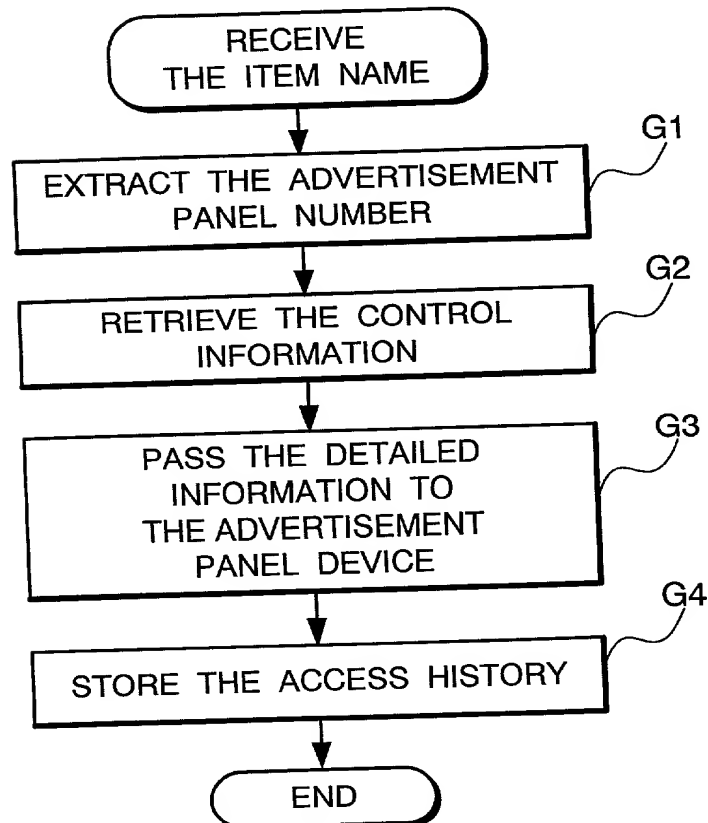 RECEIVE
THE ITEM NAME
G1
EXTRACT THE ADVERTISEMENT
PANEL NUMBER
G2
RETRIEVE THE CONTROL
INFORMATION
G3
PASS THE DETAILED
INFORMATION TO
THE ADVERTISEMENT
PANEL DEVICE
G4
STORE THE ACCESS HISTORY
END